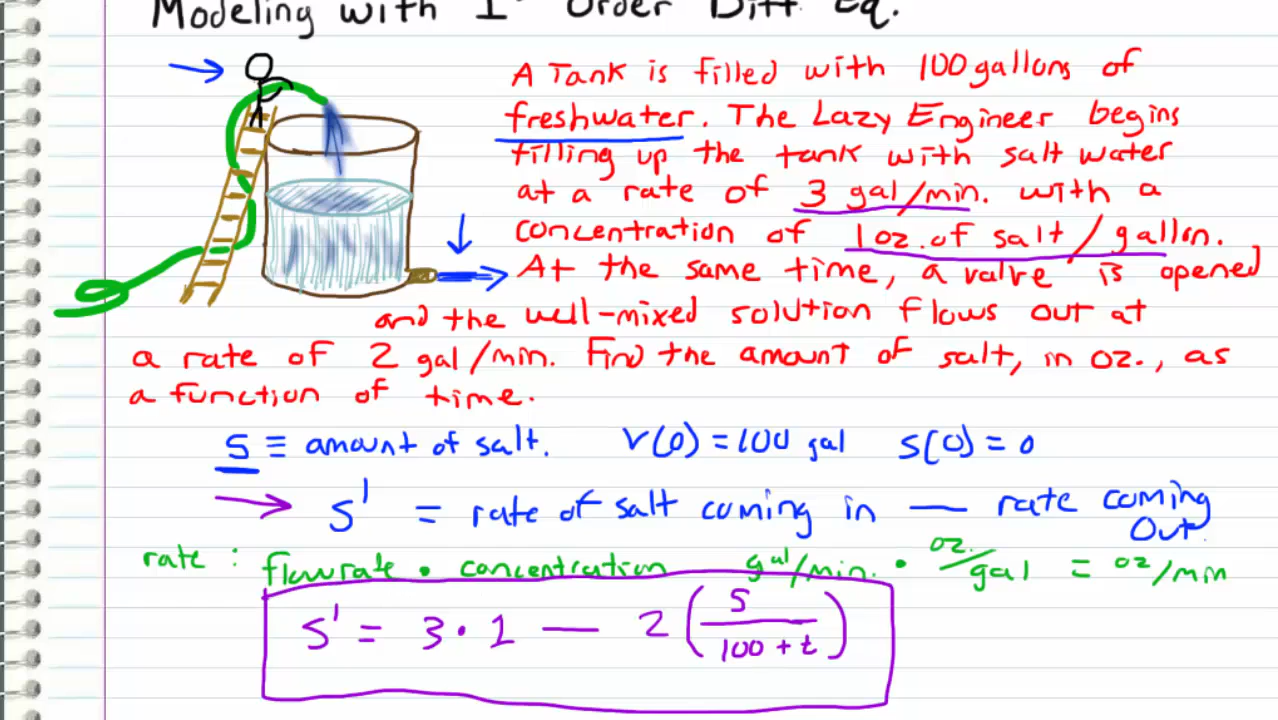 Modeling with 1st Order Diff Eq.
A Tank is filled with 100 gallons of
freshwater. The Lazy Engineer begins
filling up the tank with salt water
at a rate of 3 gal/min. with a
concentration of 1 oz. of salt/gallon.
At the same time, a valve is opened
and the well-mixed solution flows out at
a rate of 2 gal/min. Find the amount of salt, in oz., as
a function of time.
S ≡ amount of salt. V(0)=100 gal S(0)=0
S' = rate of salt coming in — rate coming
out.
rate: flowrate • concentration gal/min. • oz./gal = oz/min
S' = 3•1 — 2(S/(100+t))